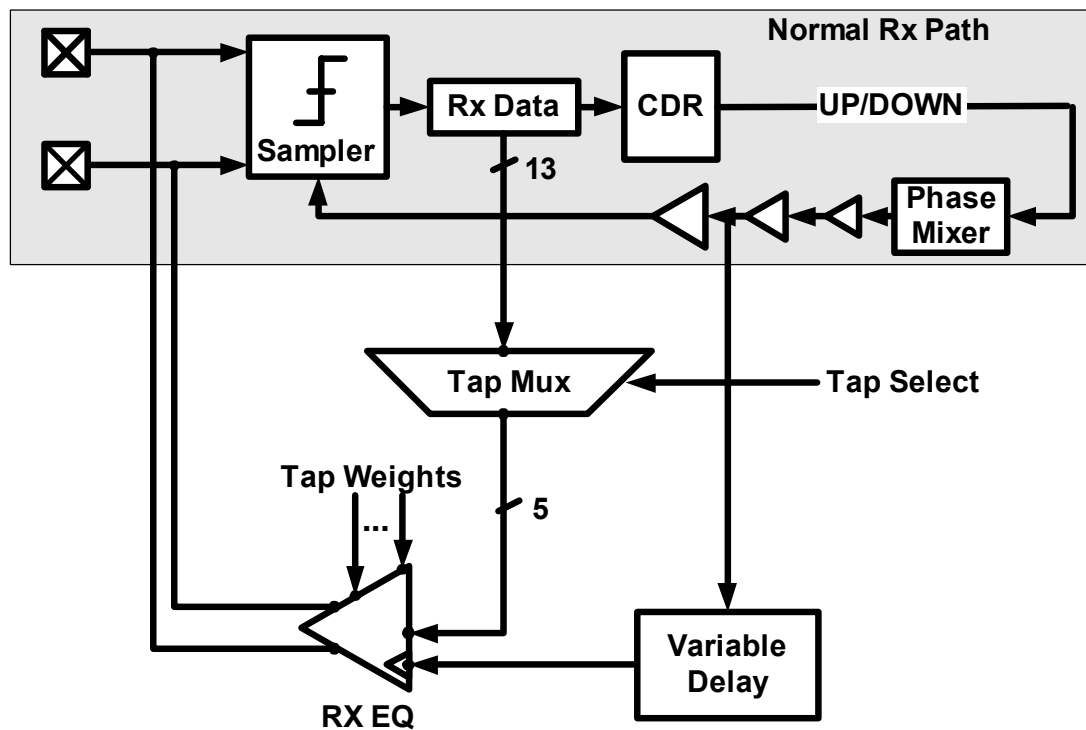 Normal Rx Path
Sampler
Rx Data
CDR
UP/DOWN
13
Phase
Mixer
Tap Mux
Tap Select
Tap Weights
...
5
Variable
Delay
RX EQ